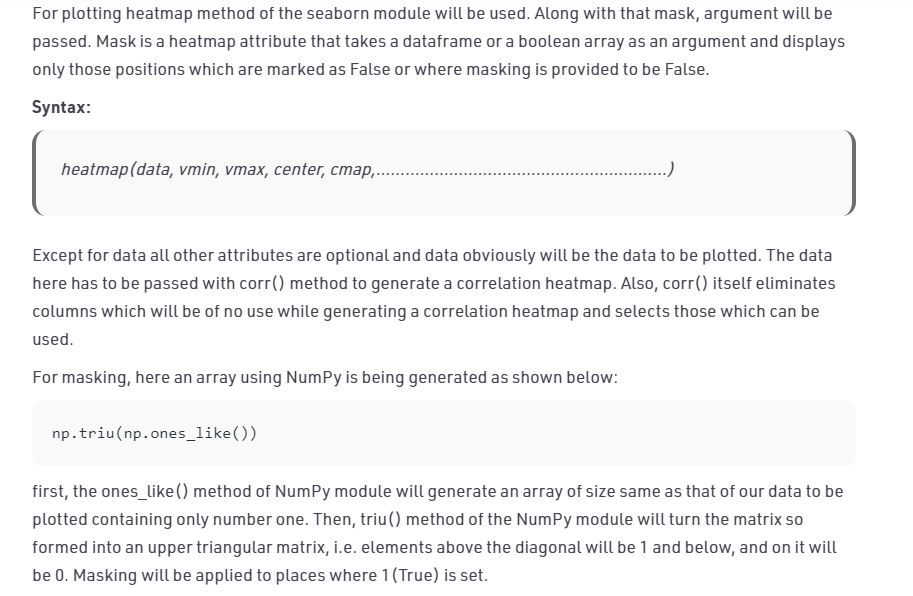 For plotting heatmap method of the seaborn module will be used. Along with that mask, argument will be
passed. Mask is a heatmap attribute that takes a dataframe or a boolean array as an argument and displays
only those positions which are marked as False or where masking is provided to be False.
Syntax:
heatmap(data, vmin, vmax, center, cmap,............................................................)
Except for data all other attributes are optional and data obviously will be the data to be plotted. The data
here has to be passed with corr() method to generate a correlation heatmap. Also, corr() itself eliminates
columns which will be of no use while generating a correlation heatmap and selects those which can be
used.
For masking, here an array using NumPy is being generated as shown below:
np.triu(np.ones_like())
first, the ones_like() method of NumPy module will generate an array of size same as that of our data to be
plotted containing only number one. Then, triu() method of the NumPy module will turn the matrix so
formed into an upper triangular matrix, i.e. elements above the diagonal will be 1 and below, and on it will
be 0. Masking will be applied to places where 1(True) is set.